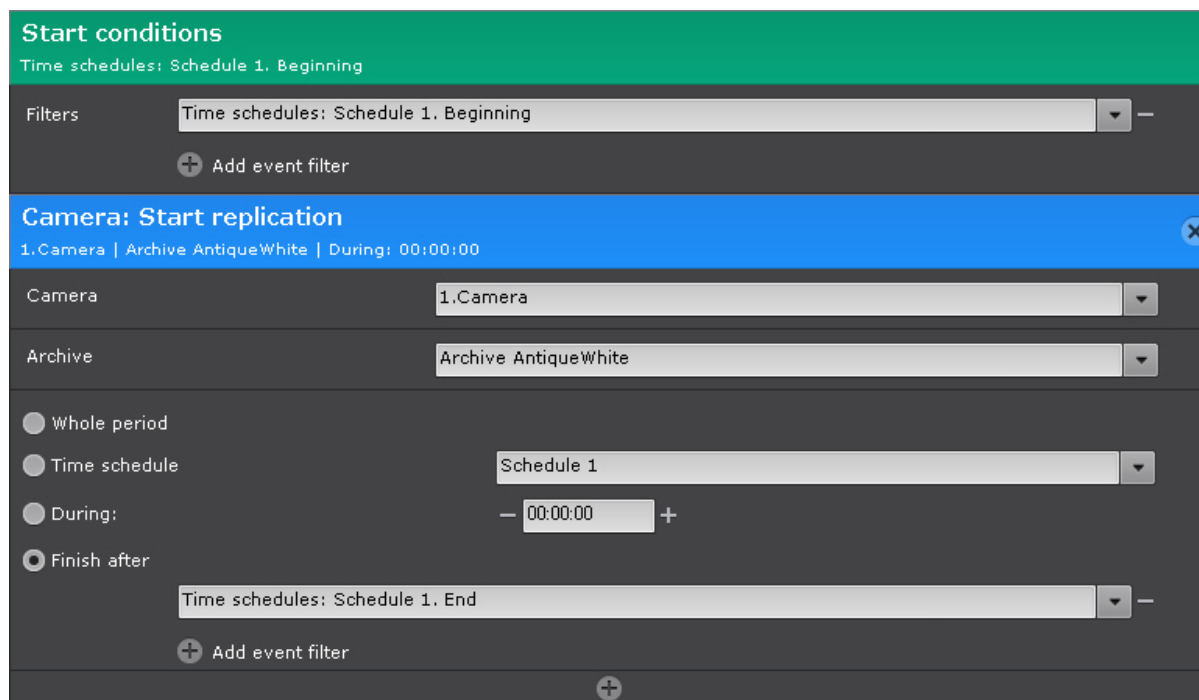 Start conditions
Time schedules: Schedule 1. Beginning
Filters Time schedules: Schedule 1. Beginning
Add event filter
Camera: Start replication
1.Camera | Archive AntiqueWhite | During: 00:00:00
Camera 1.Camera
Archive Archive AntiqueWhite
Whole period
Time schedule Schedule 1
During: 00:00:00
Finish after
Time schedules: Schedule 1. End
Add event filter